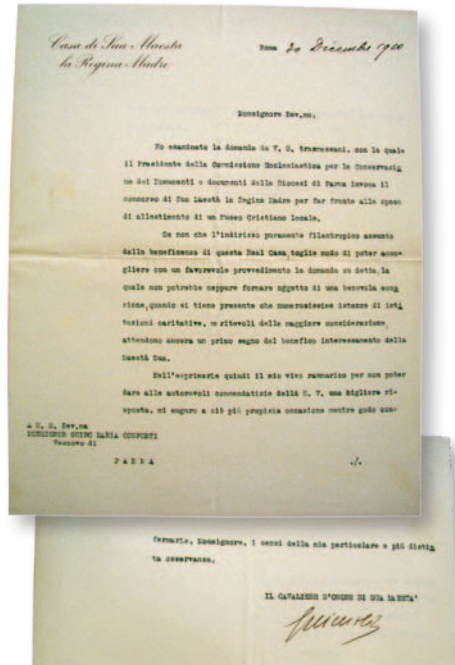 Casa di Sua Maestà
la Regina Madre
Roma 20 Dicembre 19
Monsignore Rev.mo,
Ho esaminato la domanda da V. S. trasmessami, con la quale
il Presidente della Commissione Ecclesiastica per la Conservazio
ne dei Monumenti e documenti della Diocesi di Parma invoca il
concorso di Sua Maestà la Regina Madre per far fronte alle spese
di allestimento di un Museo Cristiano locale.
Se non che l'indirizzo puramente filantropico assunto
dalla beneficenza di questa Real Casa, toglie modo di poter acco=
gliere con un favorevole provvedimento la domanda su detta, la
quale non potrebbe neppure formare oggetto di una benevola ecce
zione, quando si tiene presente che numerosissime istanze di isti
tuzioni caritative, meritevoli della maggiore considerazione,
attendono ancora un primo segno del benefico interessamento della
Maestà Sua.
Nell'esprimerle quindi il mio vivo rammarico per non poter
dare alle autorevoli commendatizie della S. V. una migliore ri=
sposta, mi auguro a ciò più propizia occasione mentre godo con=
A S. S. Rev.ma
MONSIGNOR GUIDO MARIA CONFORTI
Vescovo di
PARMA
./.
fermarle, Monsignore, i sensi della mia particolare e più distin
ta osservanza.
IL CAVALIERE D'ONORE DI SUA MAESTA'